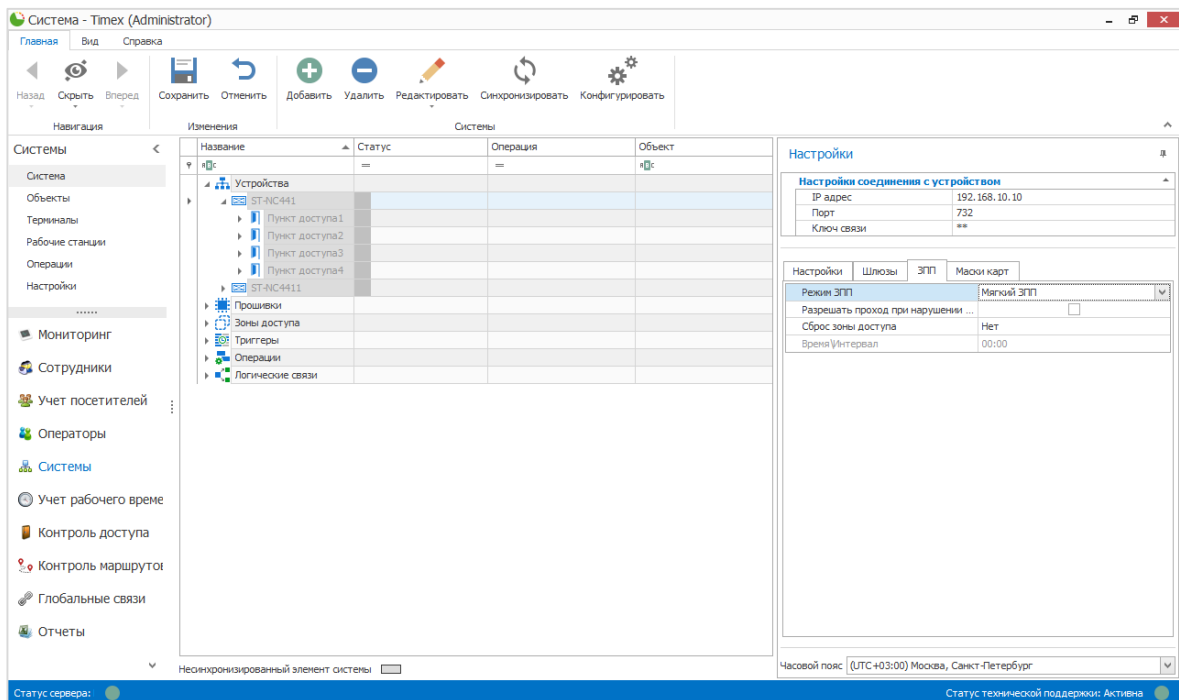 Система - Timex (Administrator)
Главная Вид Справка
Назад Скрыть Вперед Сохранить Отменить Добавить Удалить Редактировать Синхронизировать Конфигурировать
Навигация Изменения Системы
Системы
Система
Объекты
Терминалы
Рабочие станции
Операции
Настройки
Мониторинг
Сотрудники
Учет посетителей
Операторы
Системы
Учет рабочего време
Контроль доступа
Контроль маршрутов
Глобальные связи
Отчеты
Название Статус Операция Объект
= =
Устройства
ST-NC441
Пункт доступа1
Пункт доступа2
Пункт доступа3
Пункт доступа4
ST-NC4411
Прошивки
Зоны доступа
Триггеры
Операции
Логические связи
Несинхронизированный элемент системы
Настройки
Настройки соединения с устройством
IP адрес 192.168.10.10
Порт 732
Ключ связи **
Настройки Шлюзы ЗПП Маски карт
Режим ЗПП Мягкий ЗПП
Разрешать проход при нарушении ...
Сброс зоны доступа Нет
Время\Интервал 00:00
Часовой пояс (UTC+03:00) Москва, Санкт-Петербург
Статус сервера: Статус технической поддержки: Активна